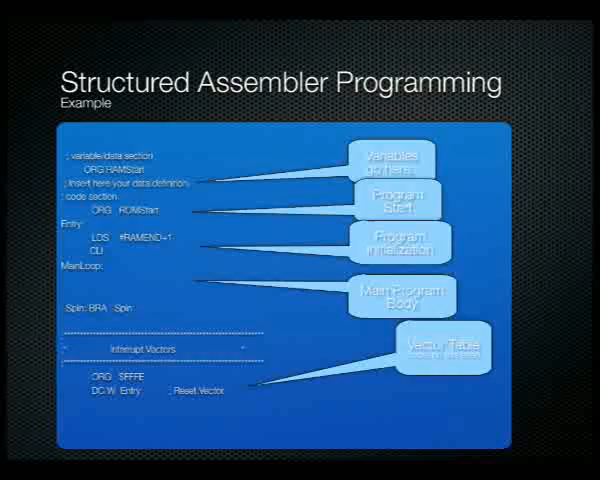 Structured Assembler Programming
Example
; variable/data section
ORG RAMStart
; Insert here your data definition
; code section
ORG ROMStart
Entry:
LDS #RAMEND+1
CLI
MainLoop:
Spin: BRA Spin
;**************************************************************
;* Interrupt Vectors *
;**************************************************************
ORG $FFFE
DC.W Entry ; Reset Vector
Variables
go here.
Program
Start
Program
initialization
Main Program
Body
Vector Table